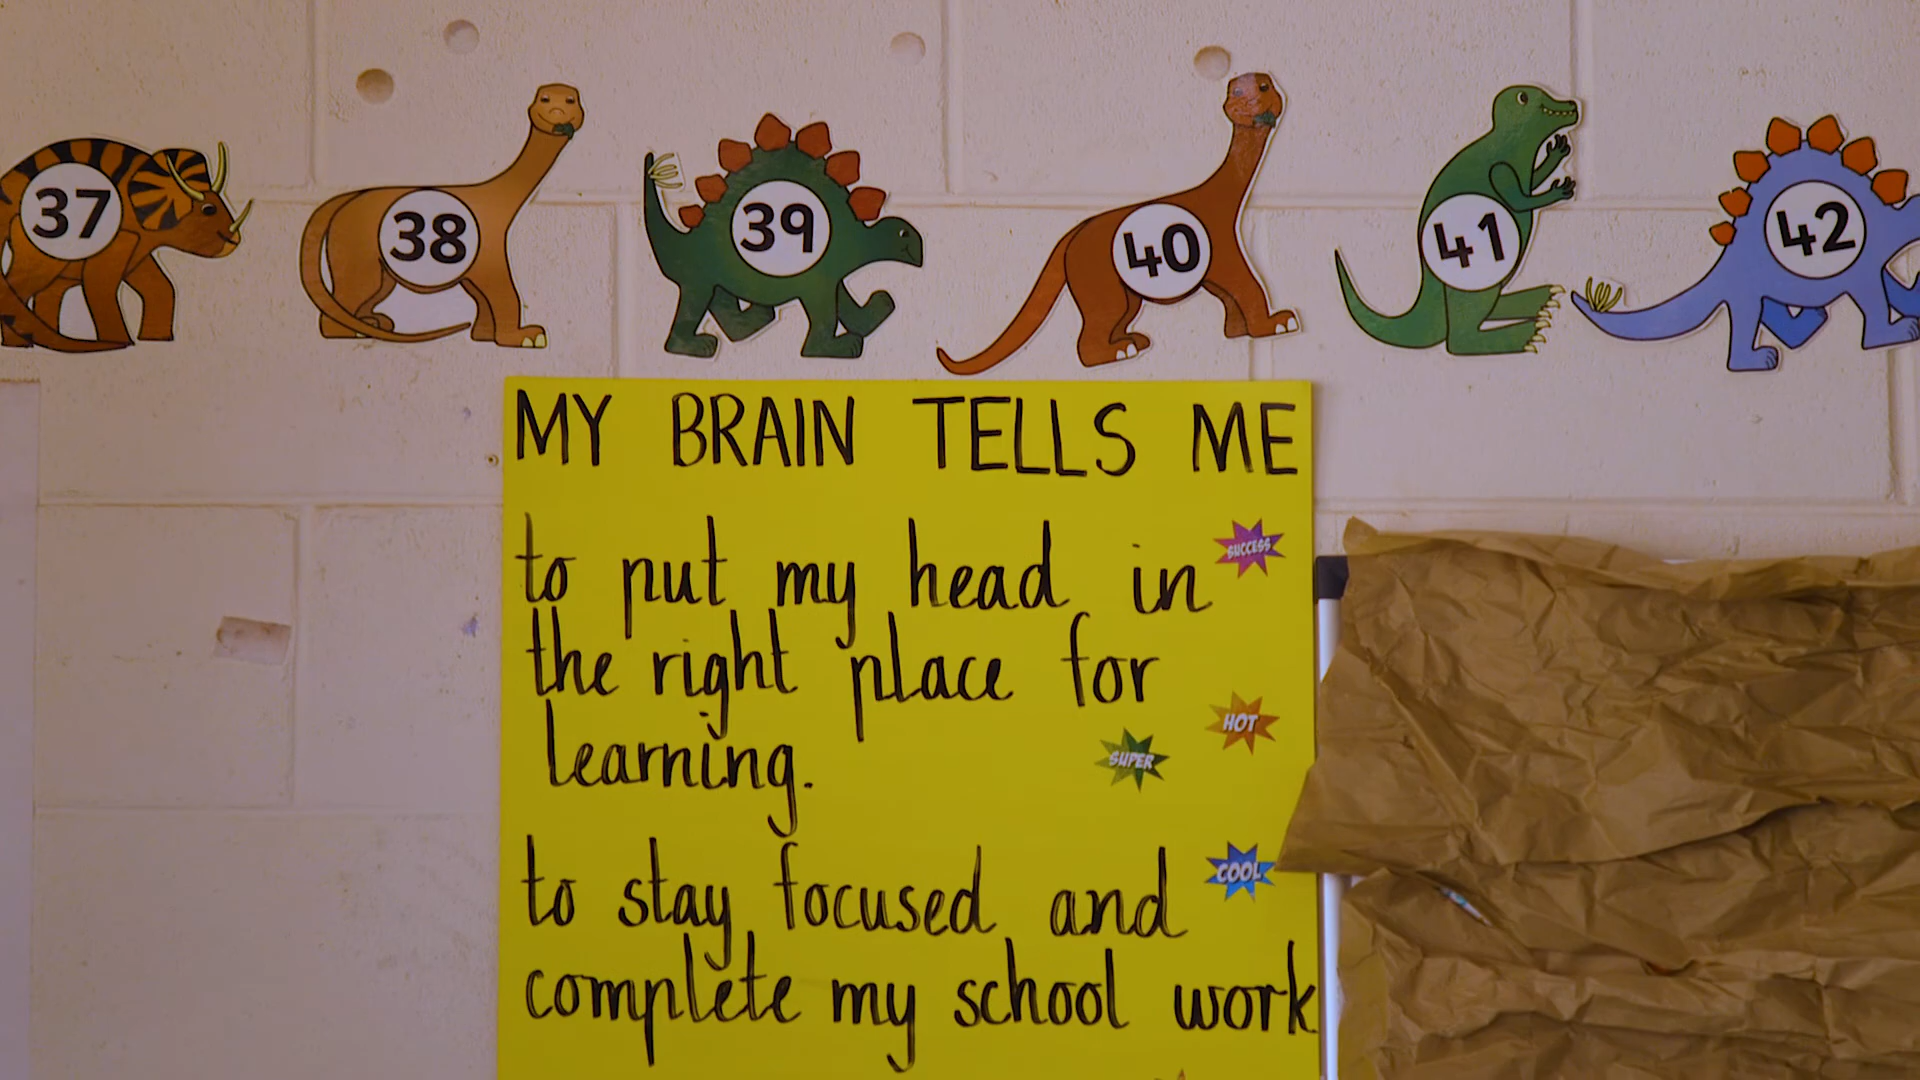 37 38 39 40 41 42
MY BRAIN TELLS ME
to put my head in
SUCCESS
the right place for
learning.
HOT
SUPER
to stay focused and
COOL
complete my school work